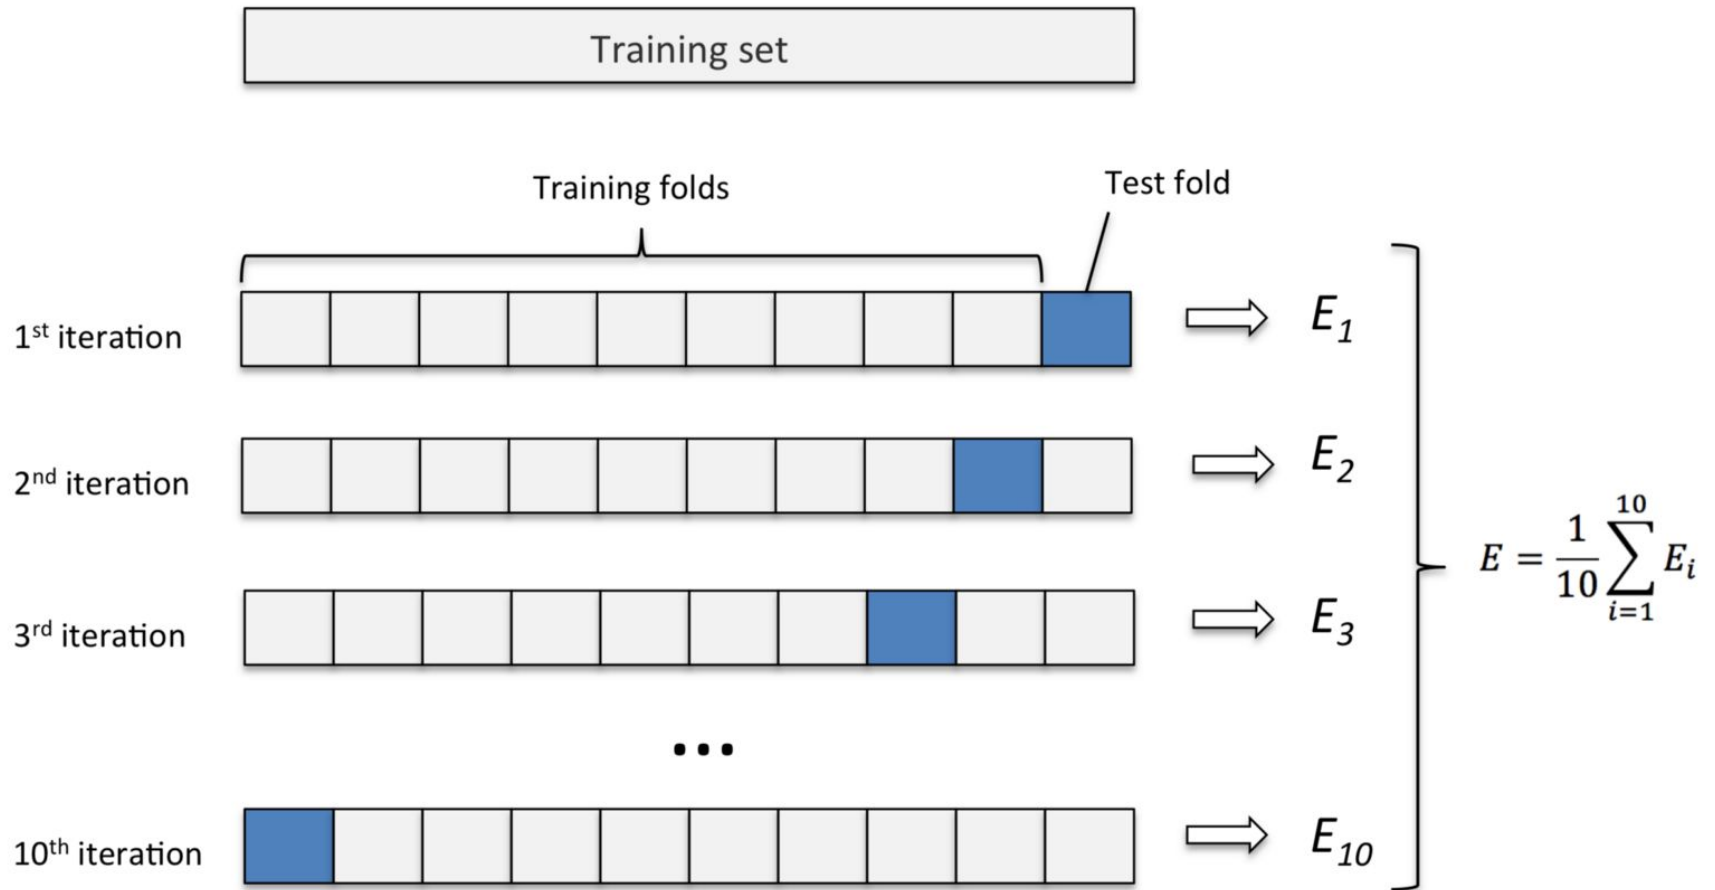 Training set
Training folds
Test fold
1st iteration
E1
2nd iteration
E2
E = 1/10 ∑ i=1 10 Ei
3rd iteration
E3
...
10th iteration
E10